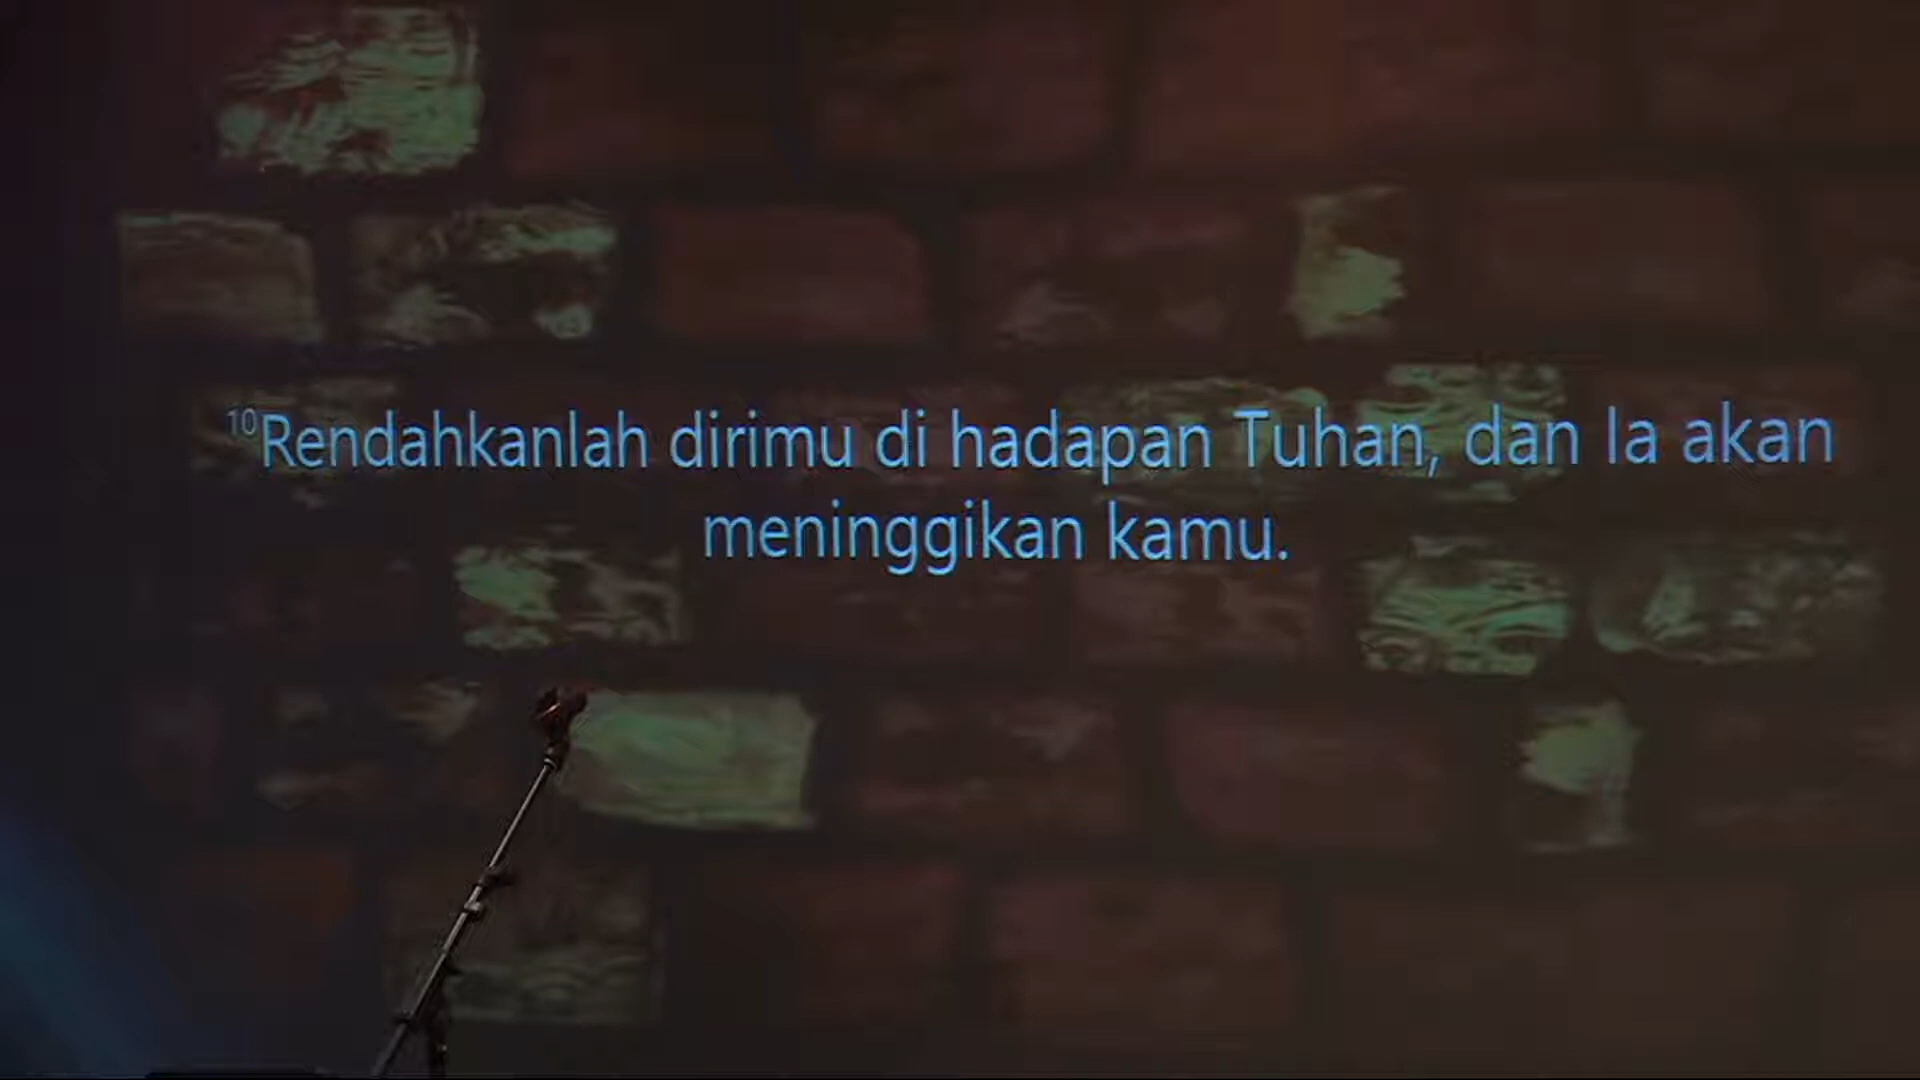 ¹⁰Rendahkanlah dirimu di hadapan Tuhan, dan Ia akan
meninggikan kamu.